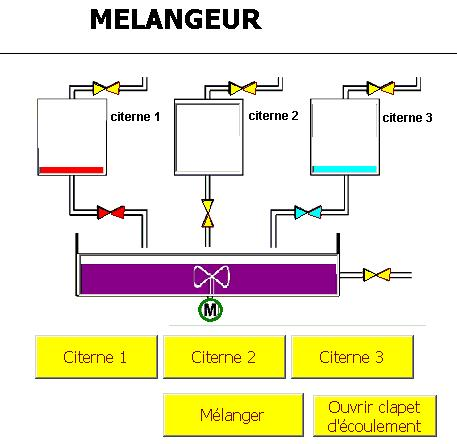 MELANGEUR
citerne 1
citerne 2
citerne 3
M
Citerne 1
Citerne 2
Citerne 3
Mélanger
Ouvrir clapet
d'écoulement